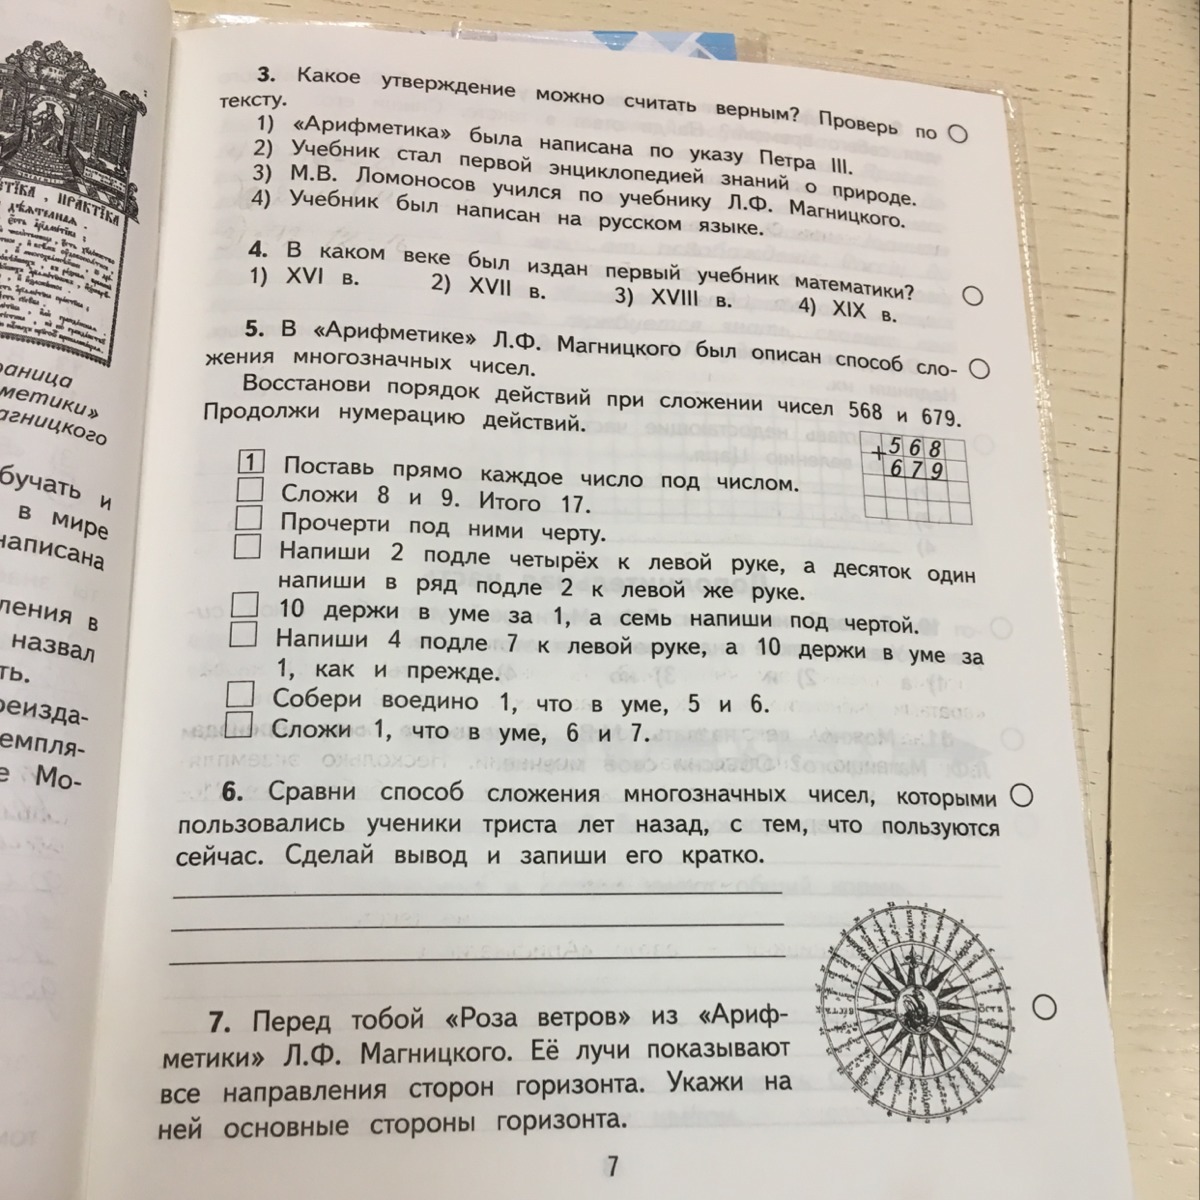 ПРАКТIКА
раница
метики»
агницкого
бучать и
в мире
написана
ления в
назвал
ть.
реизда-
емпля-
е Мо-
3. Какое утверждение можно считать верным? Проверь по
тексту.
1) «Арифметика» была написана по указу Петра III.
2) Учебник стал первой энциклопедией знаний о природе.
3) М.В. Ломоносов учился по учебнику Л.Ф. Магницкого.
4) Учебник был написан на русском языке.
4. В каком веке был издан первый учебник математики?
1) XVI в. 2) XVII в. 3) XVIII в. 4) XIX в.
5. В «Арифметике» Л.Ф. Магницкого был описан способ сло-
жения многозначных чисел.
Восстанови порядок действий при сложении чисел 568 и 679.
Продолжи нумерацию действий.
+568
679
1 Поставь прямо каждое число под числом.
Сложи 8 и 9. Итого 17.
Прочерти под ними черту.
Напиши 2 подле четырёх к левой руке, а десяток один
напиши в ряд подле 2 к левой же руке.
10 держи в уме за 1, а семь напиши под чертой.
Напиши 4 подле 7 к левой руке, а 10 держи в уме за
1, как и прежде.
Собери воедино 1, что в уме, 5 и 6.
Сложи 1, что в уме, 6 и 7.
6. Сравни способ сложения многозначных чисел, которыми
пользовались ученики триста лет назад, с тем, что пользуются
сейчас. Сделай вывод и запиши его кратко.
7. Перед тобой «Роза ветров» из «Ариф-
метики» Л.Ф. Магницкого. Её лучи показывают
все направления сторон горизонта. Укажи на
ней основные стороны горизонта.
7